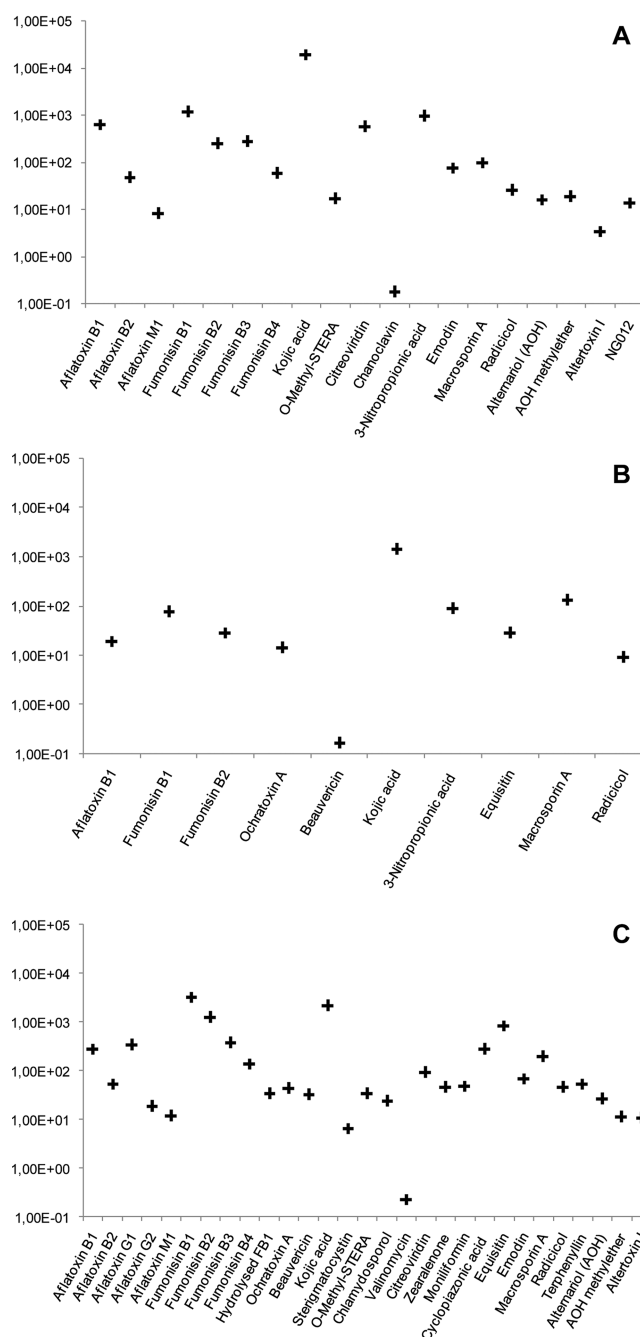 A
1,00E+05
1,00E+04
1,00E+03
1,00E+02
1,00E+01
1,00E+00
1,00E-01
Aflatoxin B1
Aflatoxin B2
Aflatoxin M1
Fumonisin B1
Fumonisin B2
Fumonisin B3
Fumonisin B4
Kojic acid
O-Methyl-STERA
Citreoviridin
Chanoclavin
3-Nitropropionic acid
Emodin
Macrosporin A
Radicicol
Alternariol (AOH)
AOH methylether
Altertoxin I
NG012
B
1,00E+05
1,00E+04
1,00E+03
1,00E+02
1,00E+01
1,00E+00
1,00E-01
Aflatoxin B1
Fumonisin B1
Fumonisin B2
Ochratoxin A
Beauvericin
Kojic acid
3-Nitropropionic acid
Equisitin
Macrosporin A
Radicicol
C
1,00E+05
1,00E+04
1,00E+03
1,00E+02
1,00E+01
1,00E+00
1,00E-01
Aflatoxin B1
Aflatoxin B2
Aflatoxin G1
Aflatoxin G2
Aflatoxin M1
Fumonisin B1
Fumonisin B2
Fumonisin B3
Fumonisin B4
Hydrolysed FB1
Ochratoxin A
Beauvericin
Kojic acid
Sterigmatocystin
O-Methyl-STERA
Chlamydosporol
Valinomycin
Citreoviridin
Zearalenone
Moniliformin
Cyclopiazonic acid
Equisitin
Emodin
Macrosporin A
Radicicol
Terphenyllin
Alternariol (AOH)
AOH methylether
Altertoxin